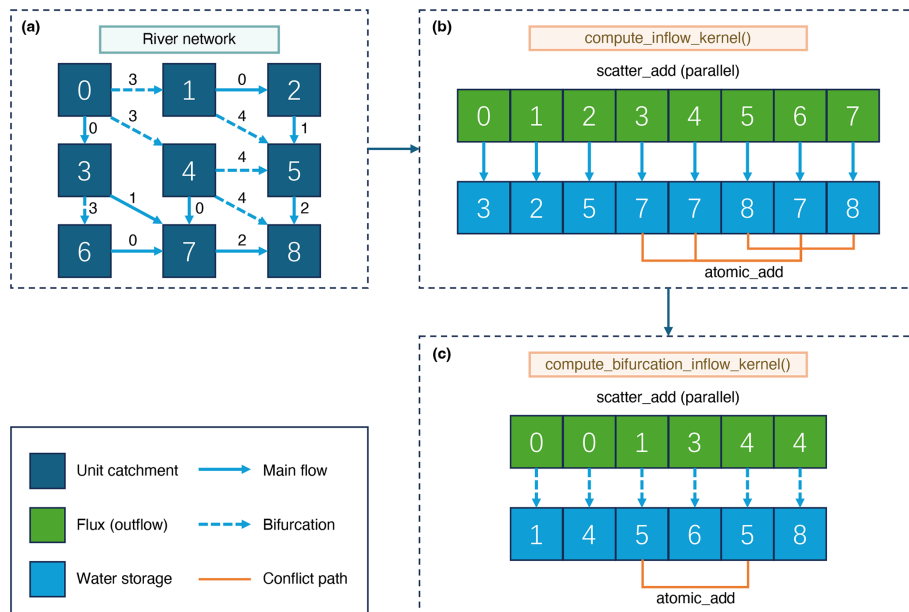 (a)
River network
0 3 1 0 2
0 3 4 1
3 4 4 5
3 1 0 4 2
6 0 7 2 8
(b)
compute_inflow_kernel()
scatter_add (parallel)
0 1 2 3 4 5 6 7
3 2 5 7 7 8 7 8
atomic_add
(c)
compute_bifurcation_inflow_kernel()
scatter_add (parallel)
0 0 1 3 4 4
1 4 5 6 5 8
atomic_add
Unit catchment
Main flow
Flux (outflow)
Bifurcation
Water storage
Conflict path